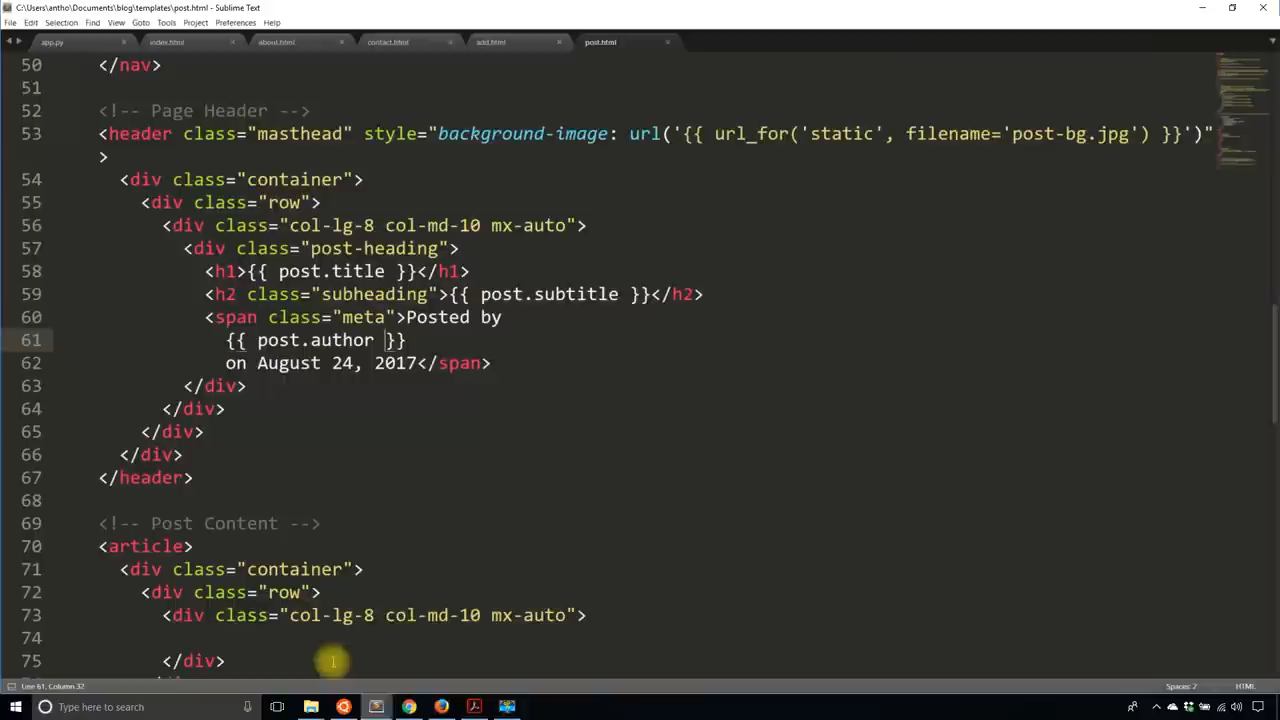 C:\Users\antho\Documents\blog\templates\post.html - Sublime Text
File Edit Selection Find View Goto Tools Project Preferences Help
app.py index.html about.html contact.html add.html post.html
50 </nav>
51
52 <!-- Page Header -->
53 <header class="masthead" style="background-image: url('{{ url_for('static', filename='post-bg.jpg') }}')"
>
54 <div class="container">
55 <div class="row">
56 <div class="col-lg-8 col-md-10 mx-auto">
57 <div class="post-heading">
58 <h1>{{ post.title }}</h1>
59 <h2 class="subheading">{{ post.subtitle }}</h2>
60 <span class="meta">Posted by
61 {{ post.author }}
62 on August 24, 2017</span>
63 </div>
64 </div>
65 </div>
66 </div>
67 </header>
68
69 <!-- Post Content -->
70 <article>
71 <div class="container">
72 <div class="row">
73 <div class="col-lg-8 col-md-10 mx-auto">
74
75 </div>
Line 61, Column 32 Spaces: 2 HTML
Type here to search